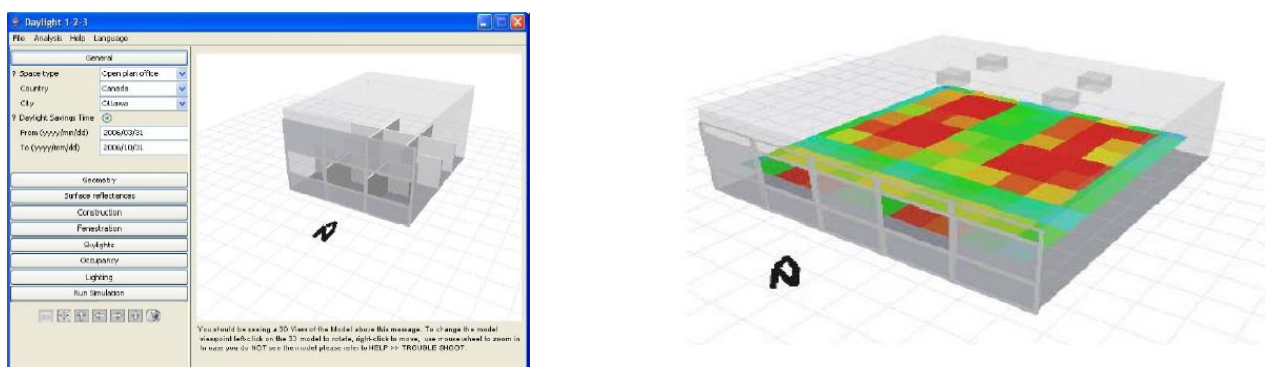 Daylight 1-2-3
File Analysis Help Language
General
? Space type Open plan office
Country Canada
City Ottawa
? Daylight Savings Time
From (yyyy/mm/dd) 2006/03/31
To (yyyy/mm/dd) 2006/10/31
Geometry
Surface reflectances
Construction
Fenestration
Skylights
Occupancy
Lighting
Run Simulation
You should be seeing a 3D View of the Model above this message. To change the model
viewpoint left-click on the 3D model to rotate, right-click to move, use mouse wheel to zoom in
In case you do NOT see the model please refer to HELP >> TROUBLE SHOOT.